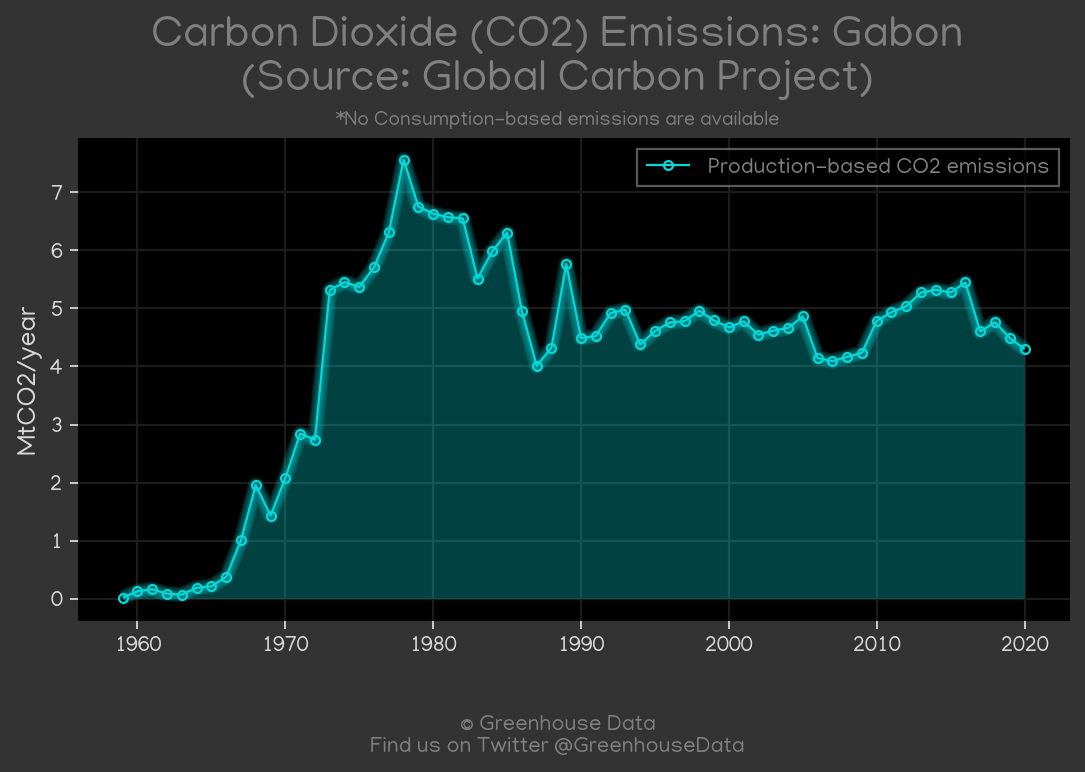 Carbon Dioxide (CO2) Emissions: Gabon
(Source: Global Carbon Project)
*No Consumption-based emissions are available
Production-based CO2 emissions
MtCO2/year
7
6
5
4
3
2
1
0
1960 1970 1980 1990 2000 2010 2020
© Greenhouse Data
Find us on Twitter @GreenhouseData